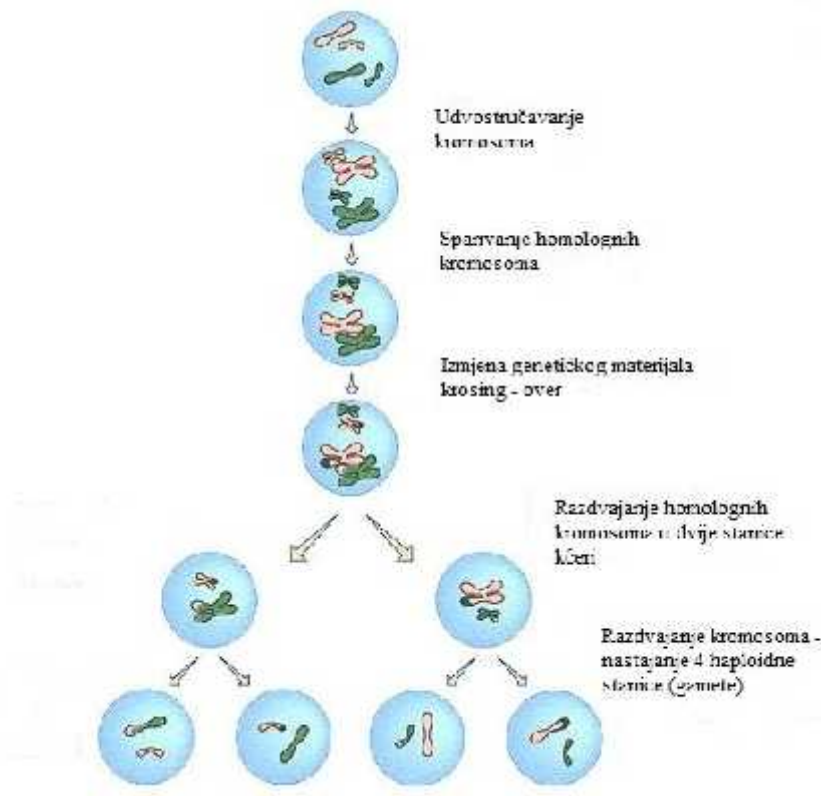 Udvostručavanje
kromosoma
Sparivanje homolognih
kromosoma
Izmjena genetičkog materijala
krosing - over
Razdvajanje homolognih
kromosoma u dvije stanice
kćeri
Razdvajanje kromosoma -
nastajanje 4 haploidne
stanice (gamete)